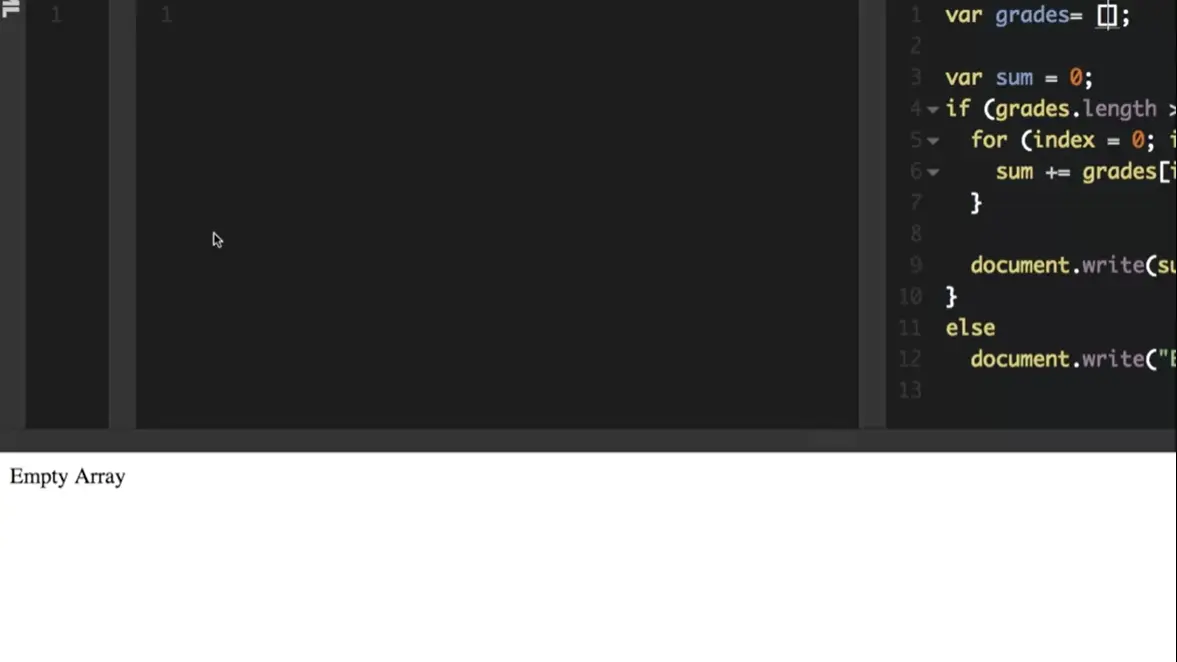 1
1
1 var grades= [];
2
3 var sum = 0;
4 if (grades.length >
5 for (index = 0; i
6 sum += grades[i
7 }
8
9 document.write(su
10 }
11 else
12 document.write("E
13
Empty Array